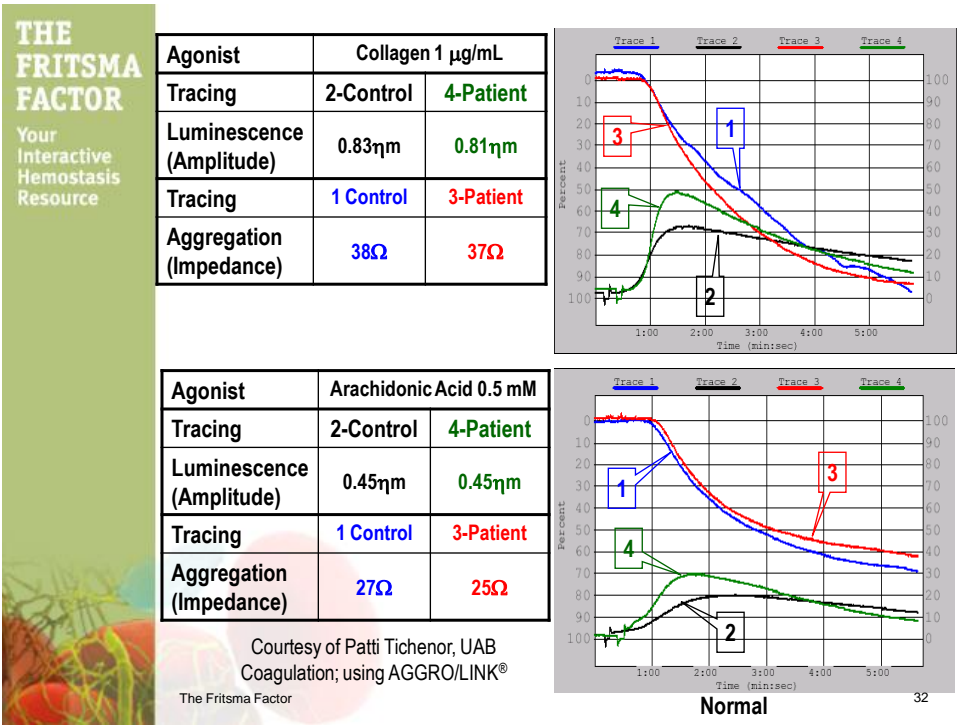 THE
FRITSMA
FACTOR
Your
Interactive
Hemostasis
Resource
Agonist Collagen 1 μg/mL
Tracing 2-Control 4-Patient
Luminescence
(Amplitude) 0.83ηm 0.81ηm
Tracing 1 Control 3-Patient
Aggregation
(Impedance) 38Ω 37Ω
Trace 1 Trace 2 Trace 3 Trace 4
0 100
10 90
20 80
30 70
40 60
50 50
60 40
70 30
80 20
90 10
100 0
Percent
1
3
4
2
1:00 2:00 3:00 4:00 5:00
Time (min:sec)
Agonist Arachidonic Acid 0.5 mM
Tracing 2-Control 4-Patient
Luminescence
(Amplitude) 0.45ηm 0.45ηm
Tracing 1 Control 3-Patient
Aggregation
(Impedance) 27Ω 25Ω
Trace 1 Trace 2 Trace 3 Trace 4
0 100
10 90
20 80
30 70
40 60
50 50
60 40
70 30
80 20
90 10
100 0
Percent
3
1
4
2
1:00 2:00 3:00 4:00 5:00
Time (min:sec)
Courtesy of Patti Tichenor, UAB
Coagulation; using AGGRO/LINK®
The Fritsma Factor
Normal
32